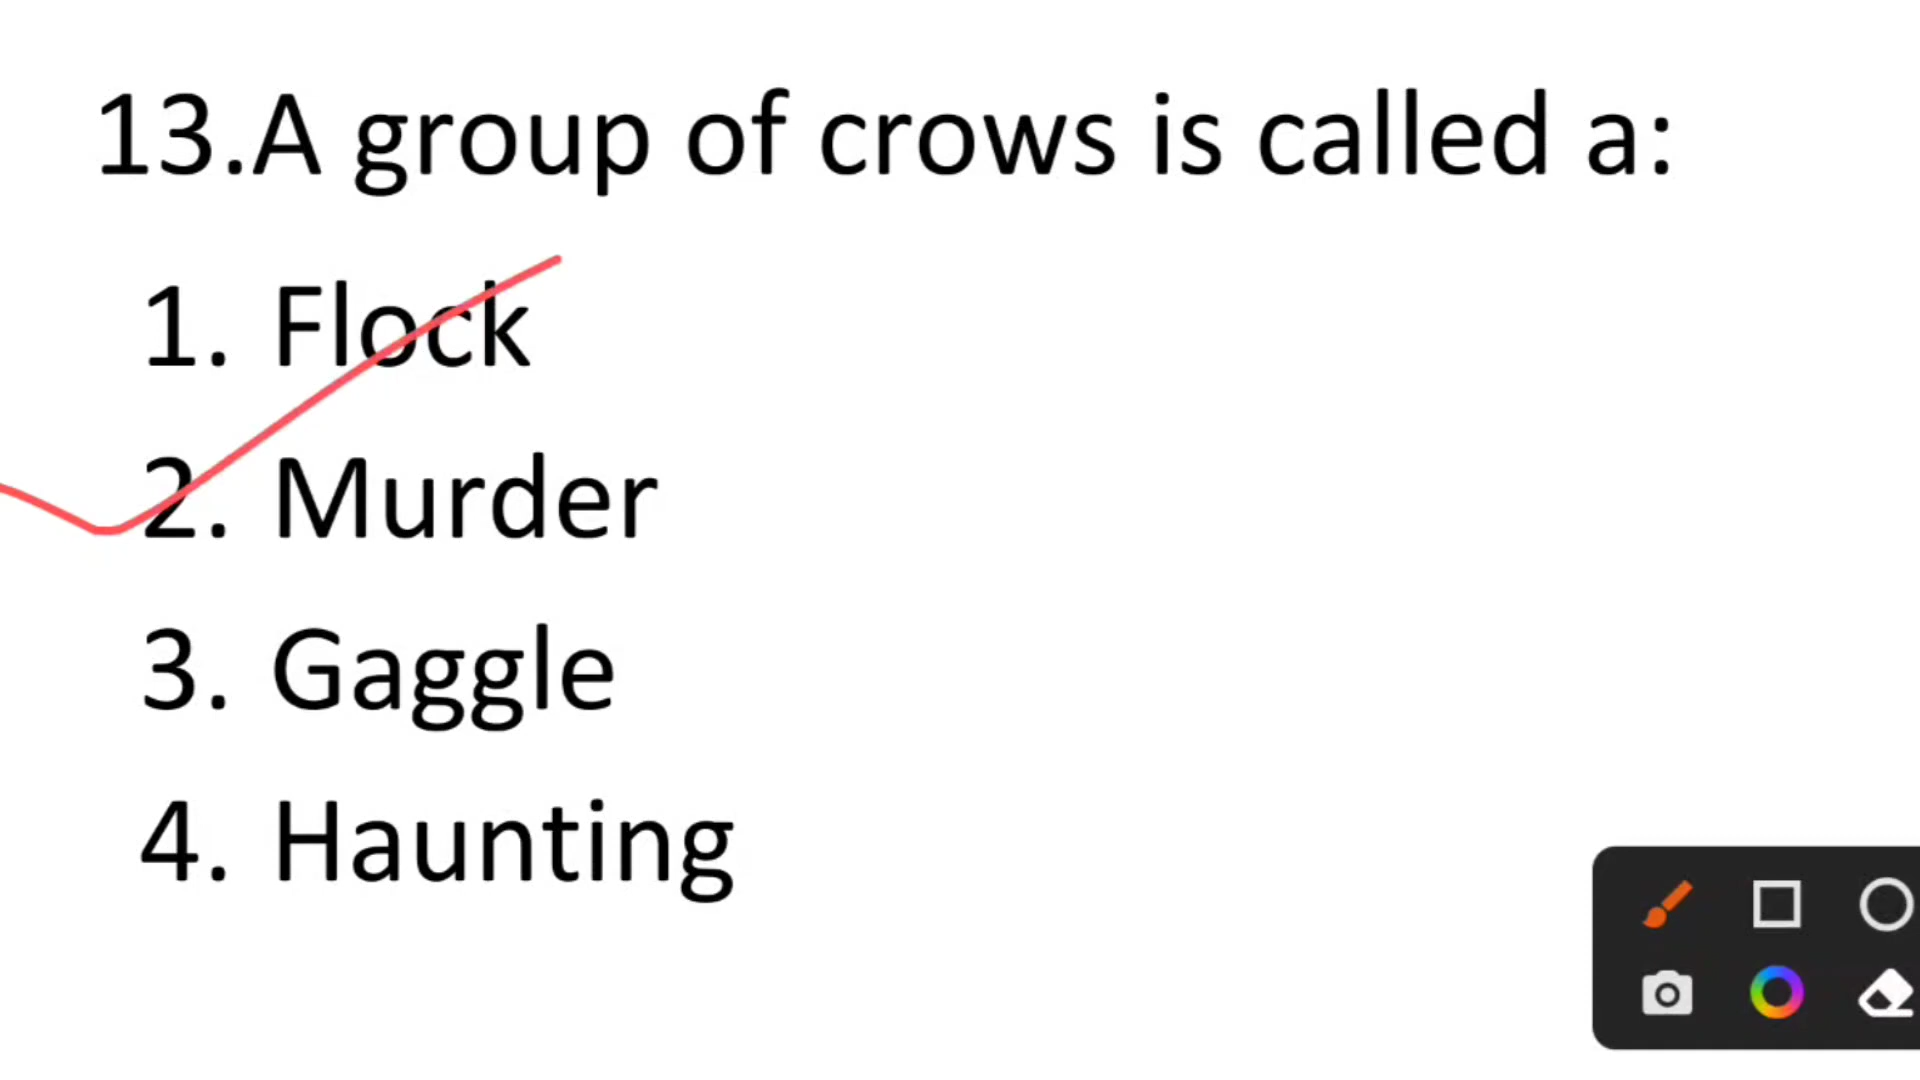 13.A group of crows is called a:
1. Flock
2. Murder
3. Gaggle
4. Haunting